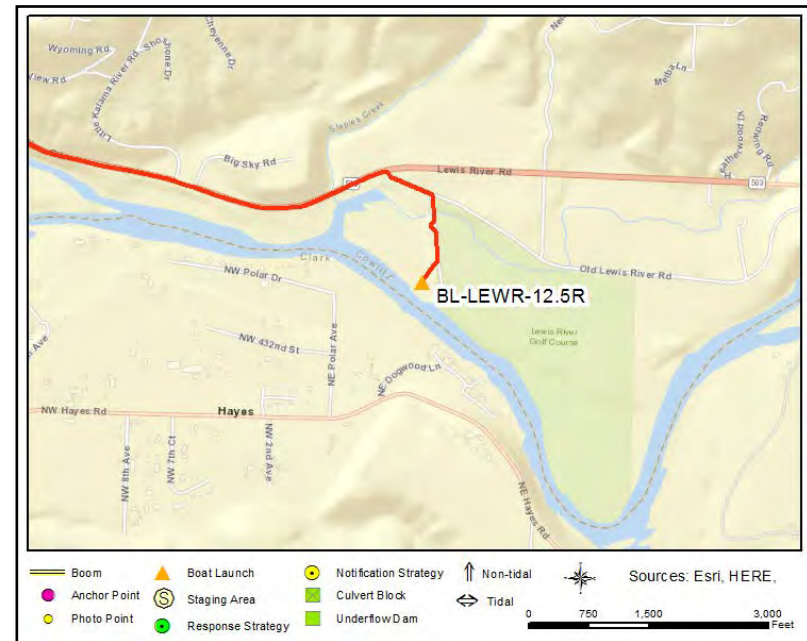 Wyoming Rd
Cheyenne Dr
View Rd
Little Kalama River Rd
Big Sky Rd
Staples Creek
Melba Ln
Redwing Rd
503
Lewis River Rd
503
Clark
Cowlitz
Old Lewis River Rd
BL-LEWR-12.5R
NW Polar Dr
Lewis River
Golf Course
NW 432nd St
NE Polar Ave
NE Dogwood Ln
NW Hayes Rd
Hayes
NW 8th Ave
NW 7th Ct
NW 2nd Ave
NE Hayes Rd
Boom
Boat Launch
Notification Strategy
Non-tidal
Sources: Esri, HERE,
Anchor Point
S
Staging Area
Culvert Block
Tidal
Photo Point
Response Strategy
Underflow Dam
0 750 1,500 3,000
Feet